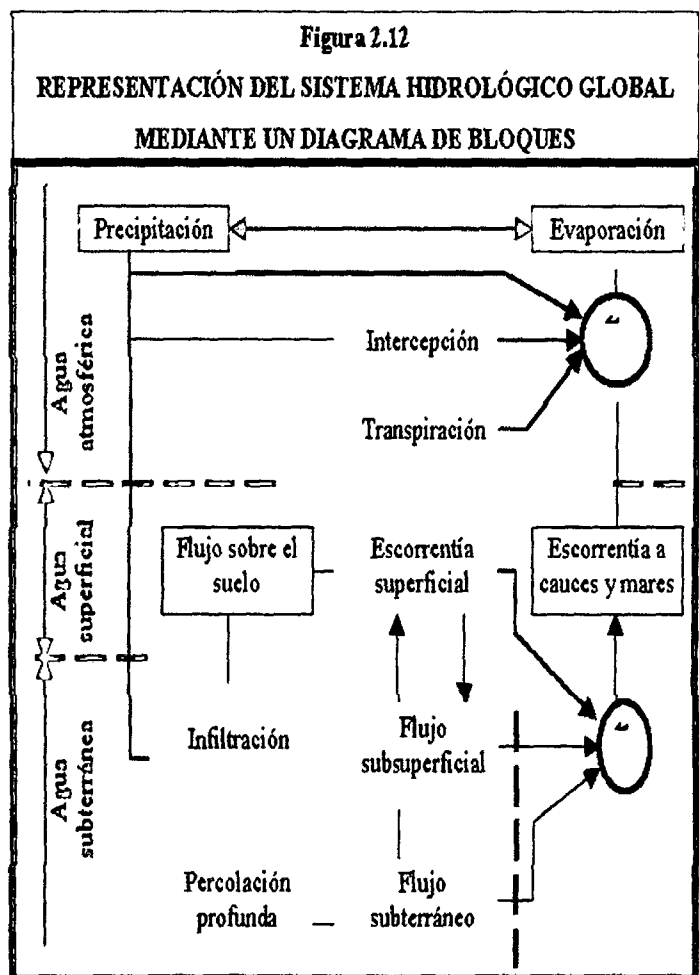 Figura 2.12
REPRESENTACIÓN DEL SISTEMA HIDROLÓGICO GLOBAL
MEDIANTE UN DIAGRAMA DE BLOQUES
Precipitación
Evaporación
Agua
atmosférica
Intercepción
Transpiración
Agua
superficial
Flujo sobre el
suelo
Escorrentía
superficial
Escorrentía a
cauces y mares
Agua
subterránea
Infiltración
Flujo
subsuperficial
Percolación
profunda
Flujo
subterráneo